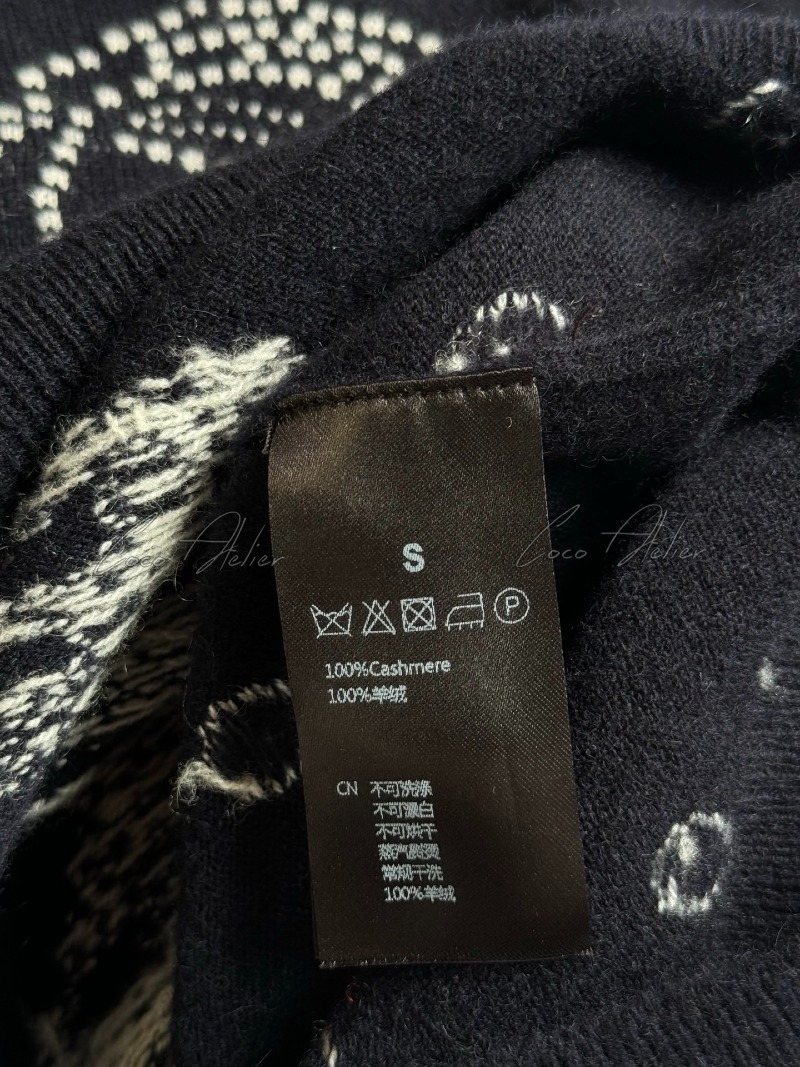 S
P
100%Cashmere
100%羊绒
CN 不可洗涤
不可漂白
不可烘干
蒸汽熨烫
常规干洗
100%羊绒
Coco Atelier
Coco Atelier